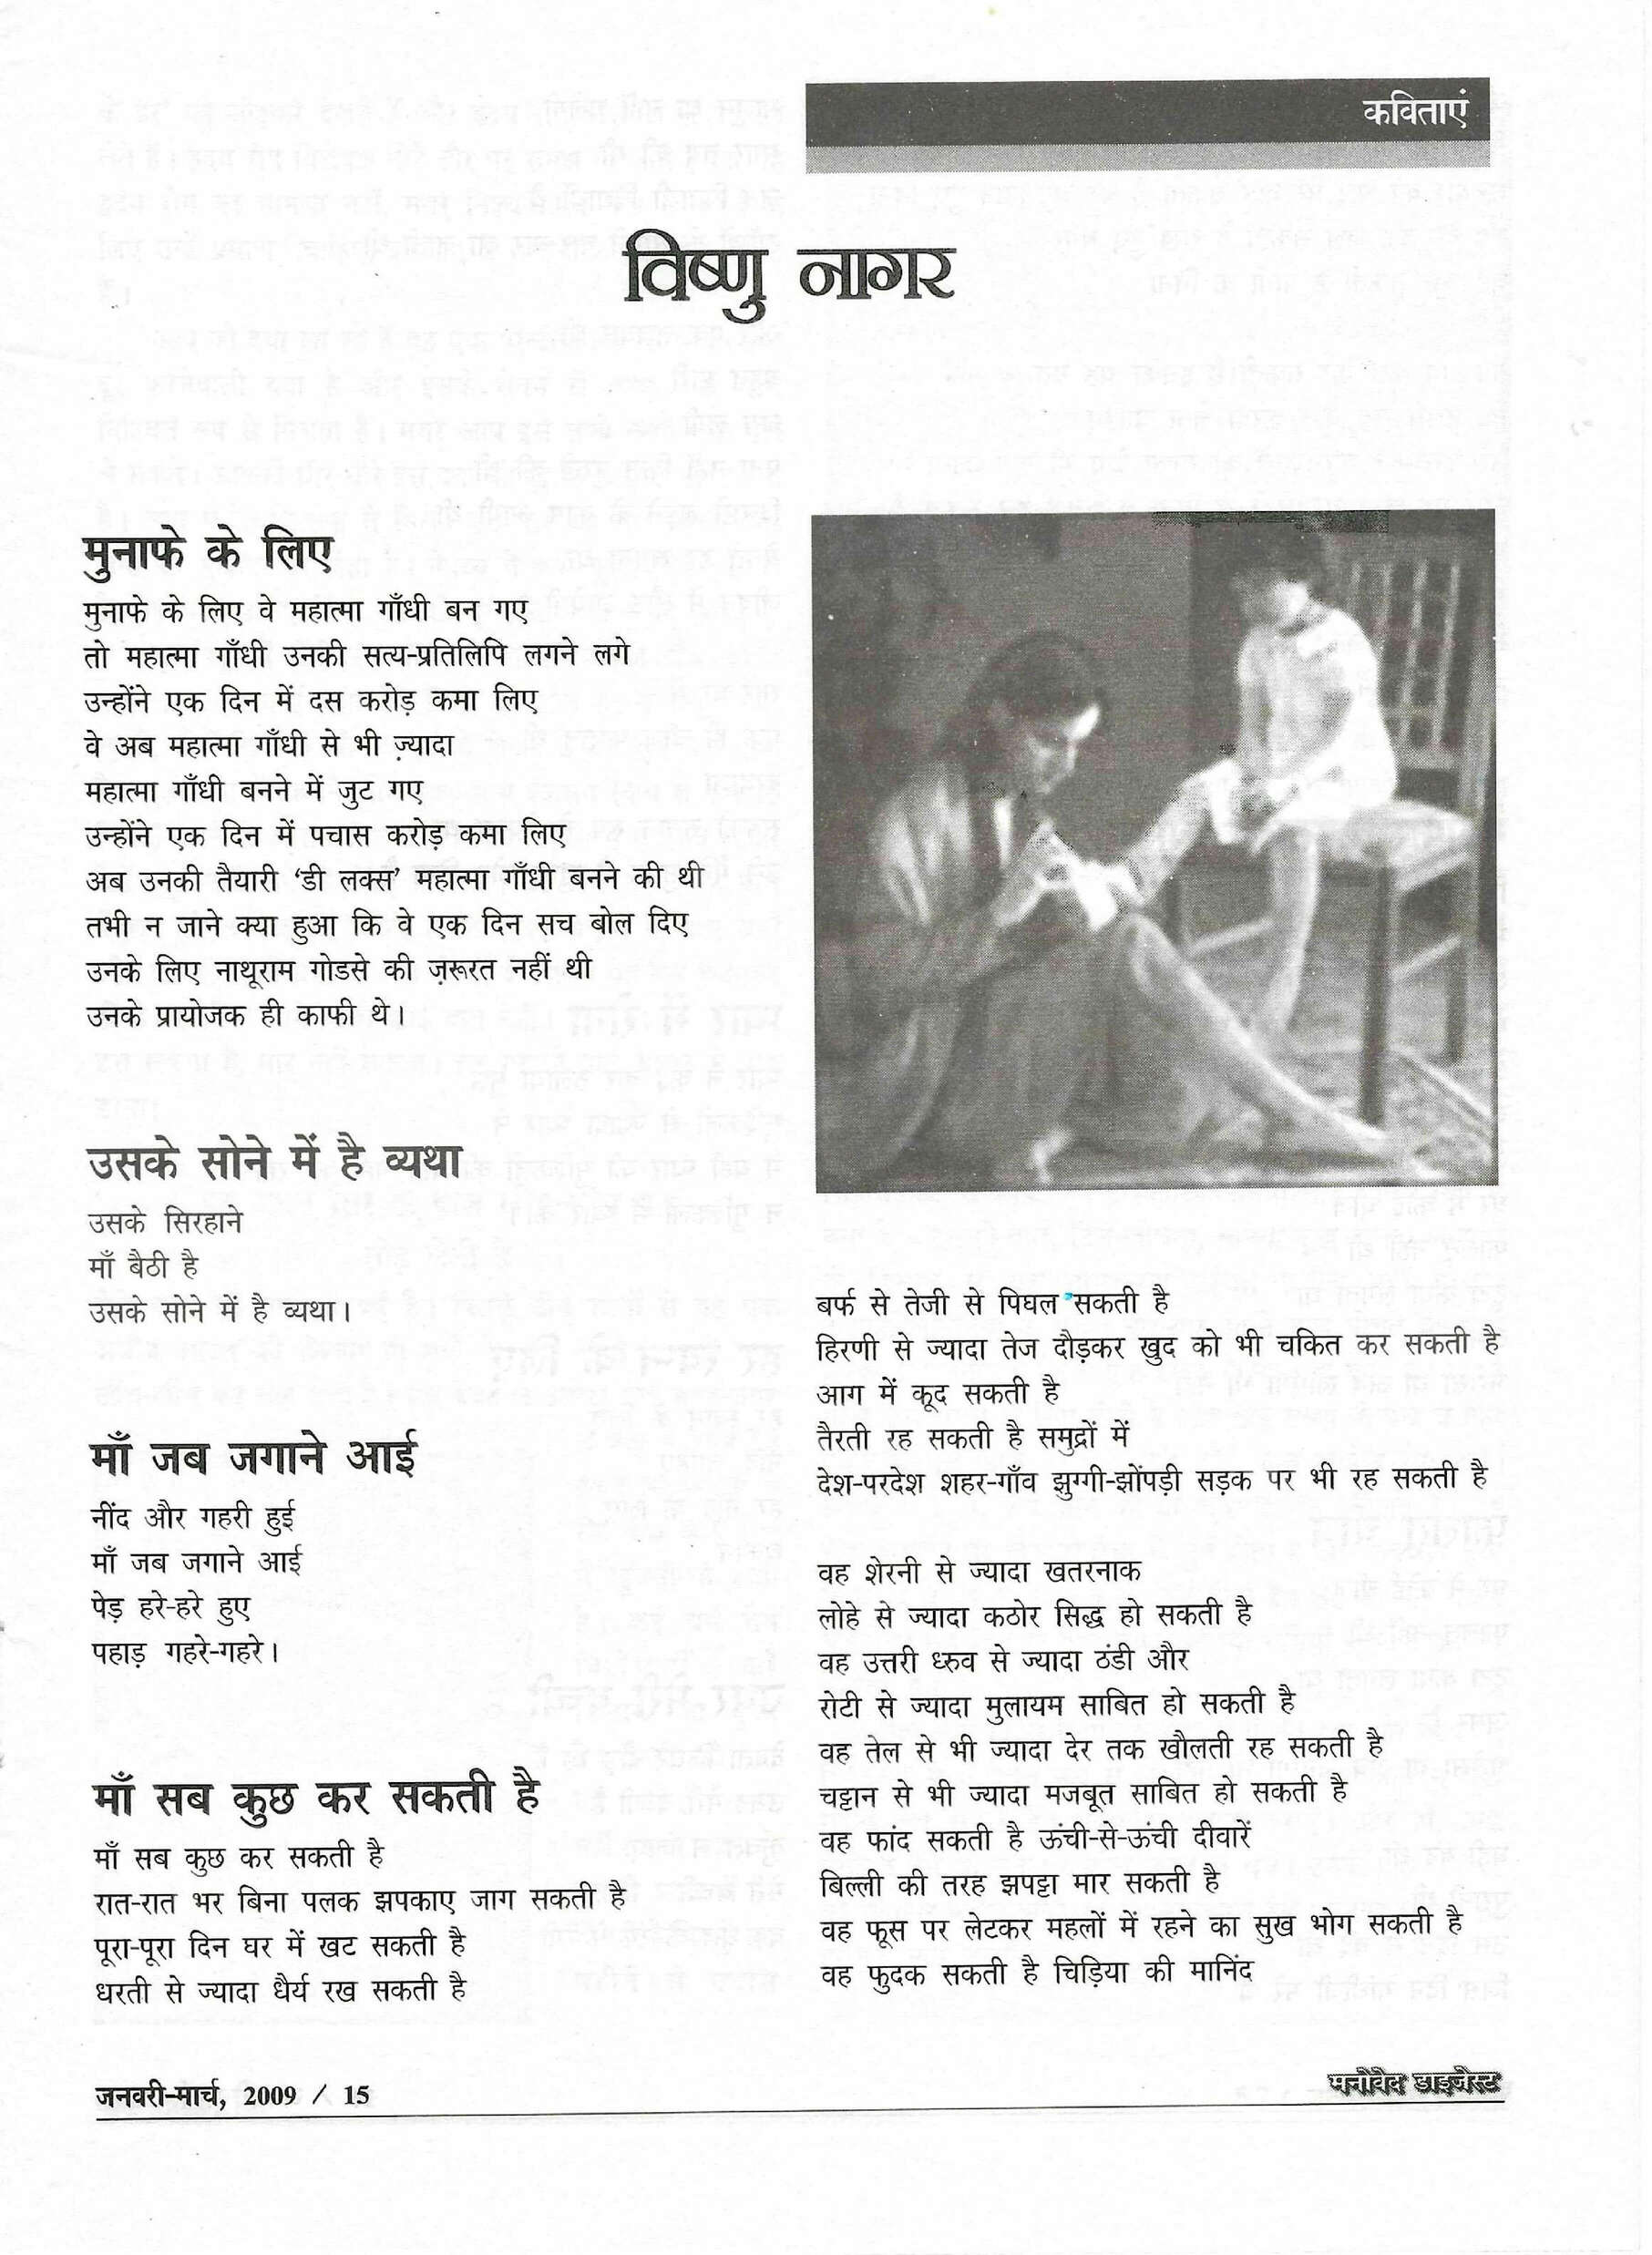 कविताएं
विष्णु नागर
मुनाफे के लिए
मुनाफे के लिए वे महात्मा गाँधी बन गए
तो महात्मा गाँधी उनकी सत्य-प्रतिलिपि लगने लगे
उन्होंने एक दिन में दस करोड़ कमा लिए
वे अब महात्मा गाँधी से भी ज़्यादा
महात्मा गाँधी बनने में जुट गए
उन्होंने एक दिन में पचास करोड़ कमा लिए
अब उनकी तैयारी ‘डी लक्स’ महात्मा गाँधी बनने की थी
तभी न जाने क्या हुआ कि वे एक दिन सच बोल दिए
उनके लिए नाथूराम गोडसे की ज़रूरत नहीं थी
उनके प्रायोजक ही काफी थे।
उसके सोने में है व्यथा
उसके सिरहाने
माँ बैठी है
उसके सोने में है व्यथा।
माँ जब जगाने आई
नींद और गहरी हुई
माँ जब जगाने आई
पेड़ हरे-हरे हुए
पहाड़ गहरे-गहरे।
माँ सब कुछ कर सकती है
माँ सब कुछ कर सकती है
रात-रात भर बिना पलक झपकाए जाग सकती है
पूरा-पूरा दिन घर में खट सकती है
धरती से ज्यादा धैर्य रख सकती है
बर्फ से तेजी से पिघल सकती है
हिरणी से ज्यादा तेज दौड़कर खुद को भी चकित कर सकती है
आग में कूद सकती है
तैरती रह सकती है समुद्रों में
देश-परदेश शहर-गाँव झुग्गी-झोंपड़ी सड़क पर भी रह सकती है
वह शेरनी से ज्यादा खतरनाक
लोहे से ज्यादा कठोर सिद्ध हो सकती है
वह उत्तरी ध्रुव से ज्यादा ठंडी और
रोटी से ज्यादा मुलायम साबित हो सकती है
वह तेल से भी ज्यादा देर तक खौलती रह सकती है
चट्टान से भी ज्यादा मजबूत साबित हो सकती है
वह फांद सकती है ऊंची-से-ऊंची दीवारें
बिल्ली की तरह झपट्टा मार सकती है
वह फूस पर लेटकर महलों में रहने का सुख भोग सकती है
वह फुदक सकती है चिड़िया की मानिंद
जनवरी-मार्च, 2009 / 15
मनोवेद डाइजेस्ट